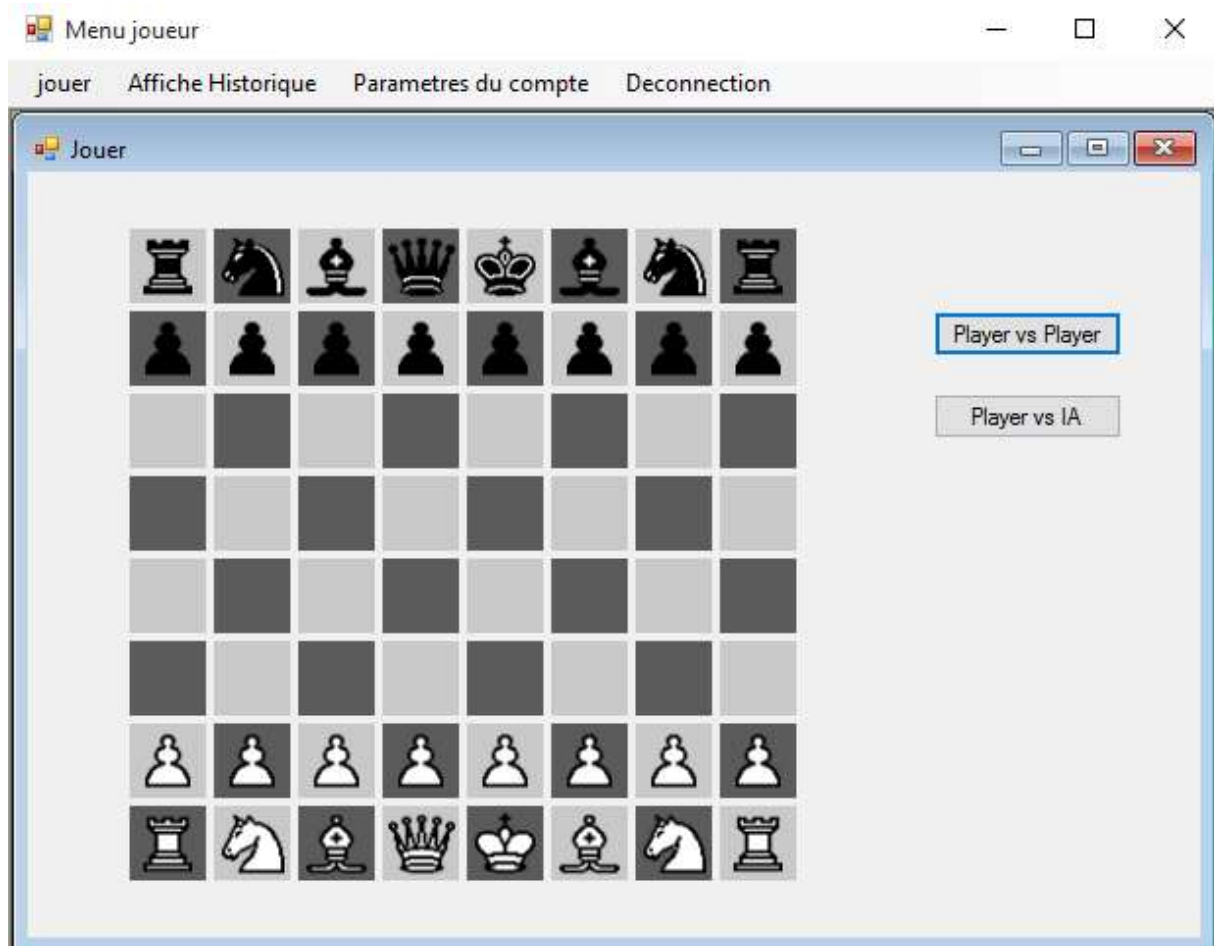 Menu joueur
jouer Affiche Historique Parametres du compte Deconnection
Jouer
Player vs Player
Player vs IA